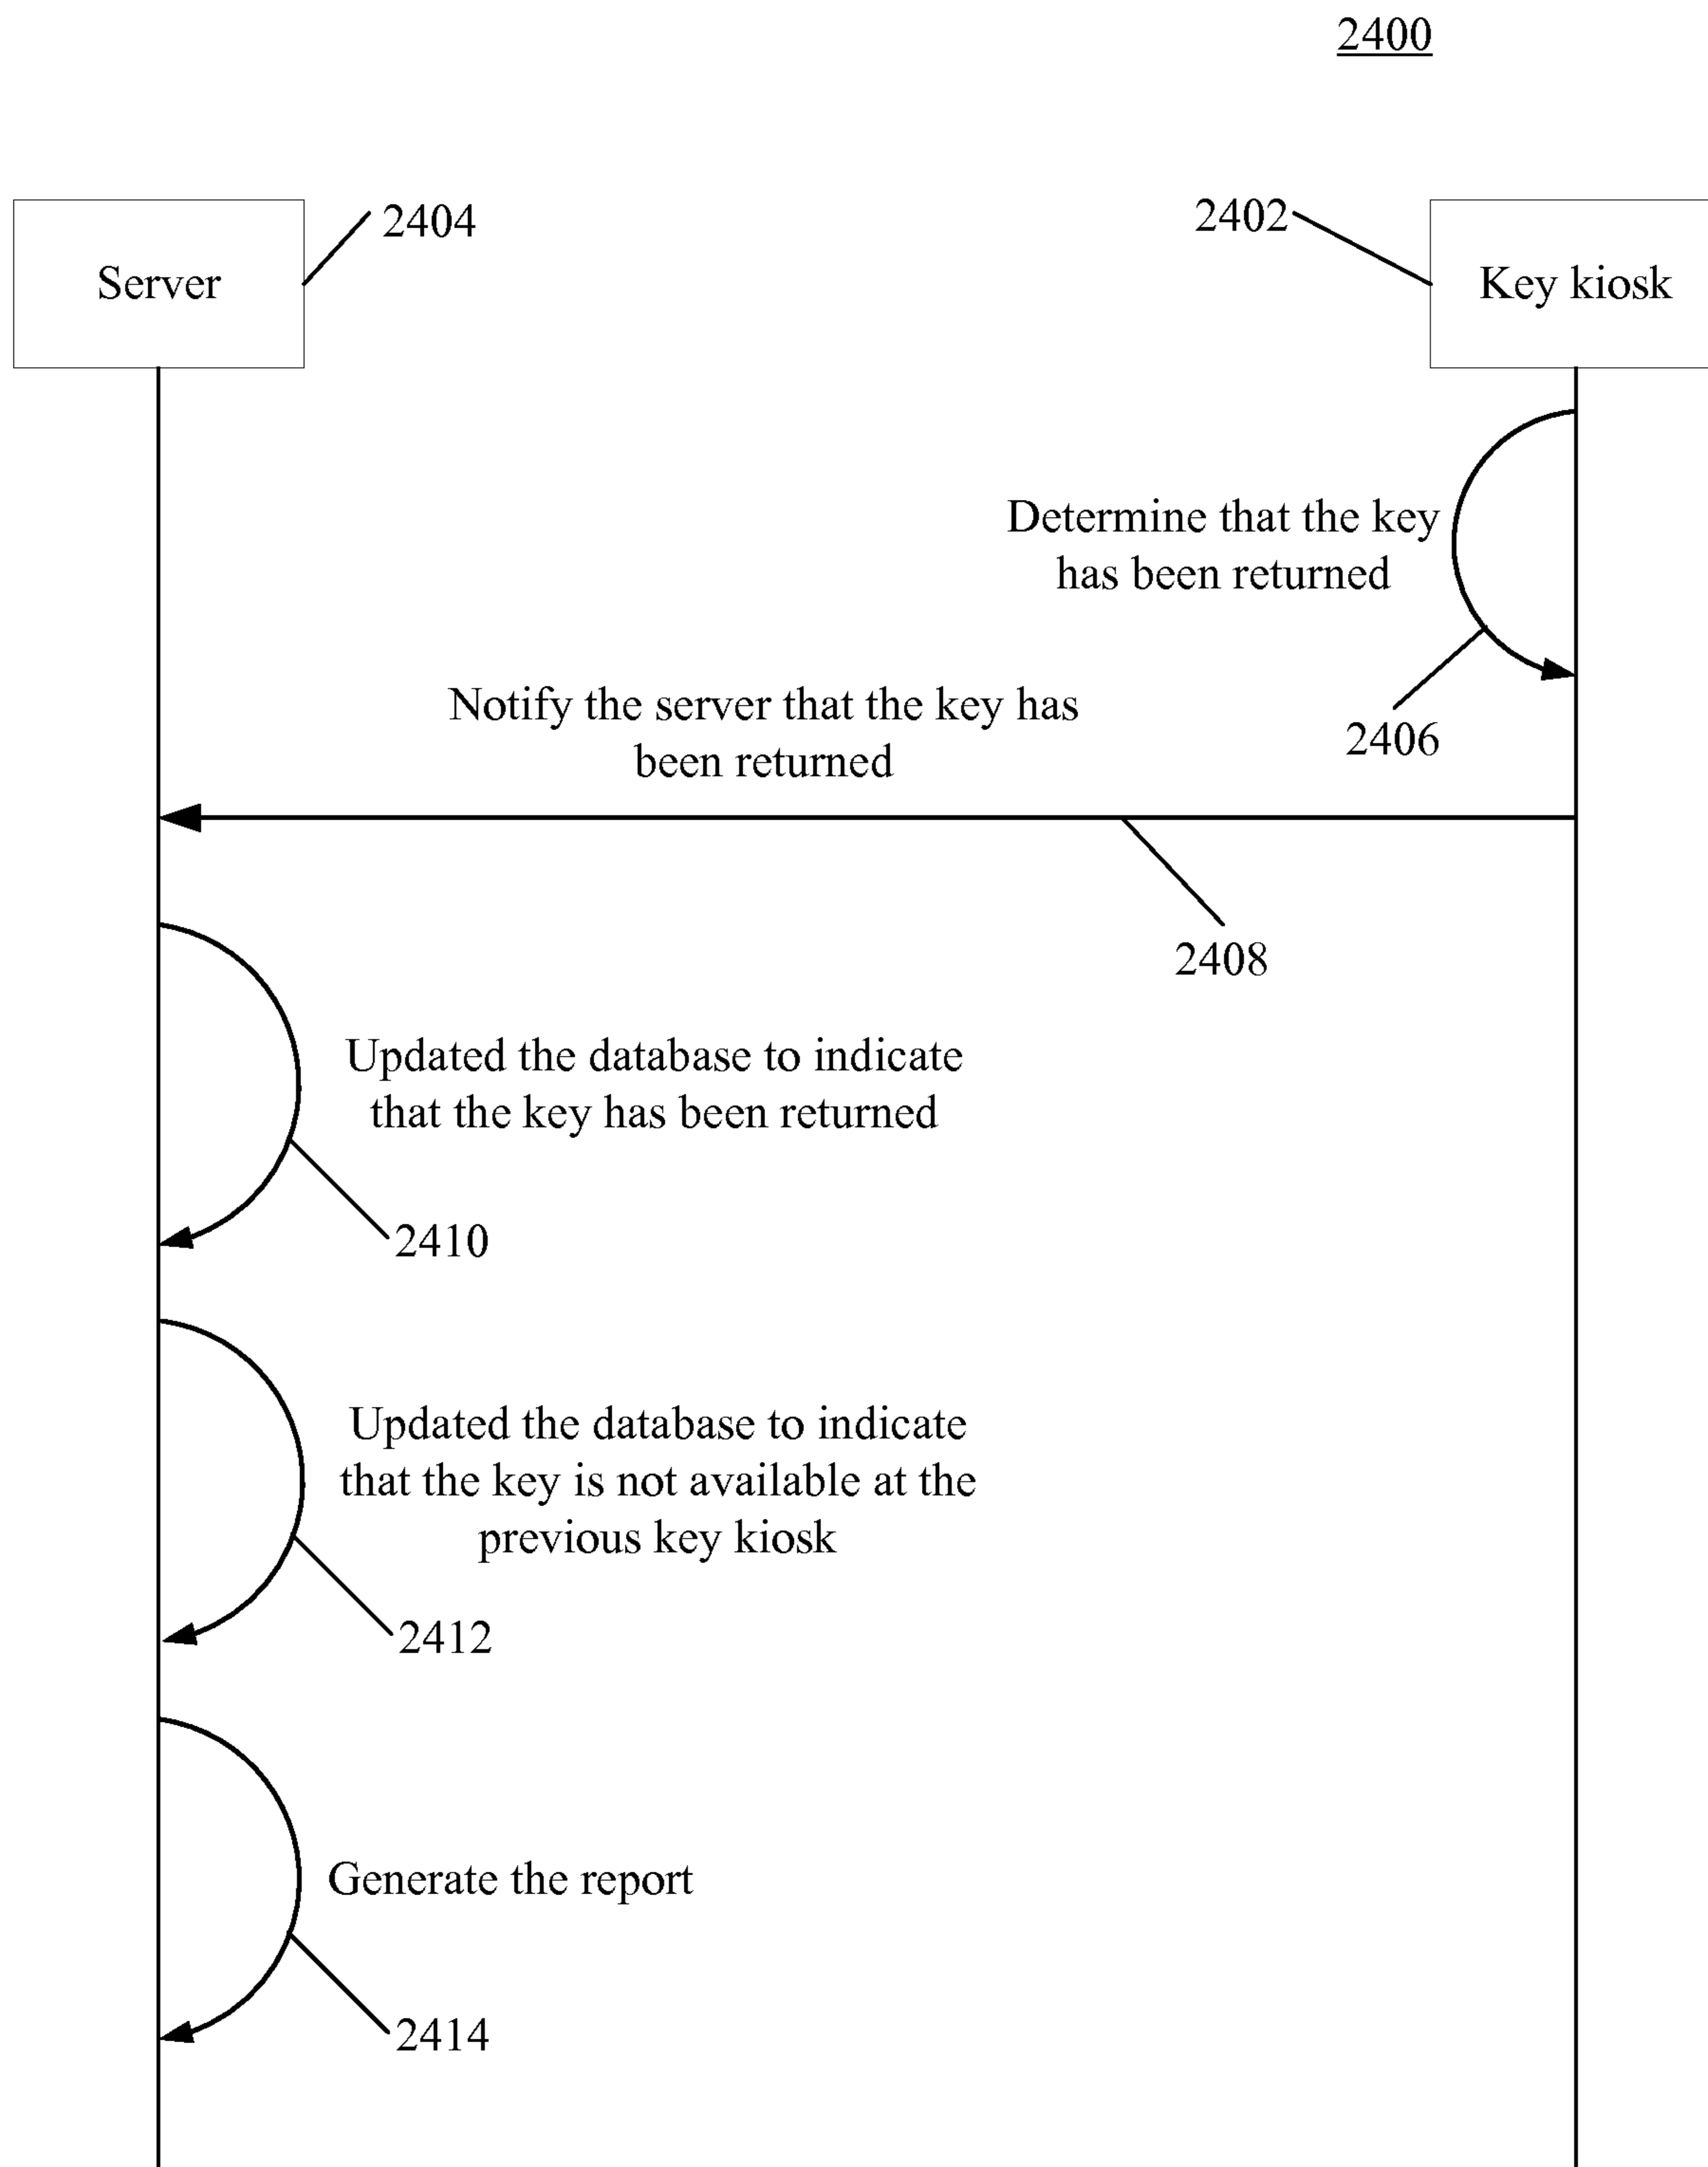 2400
Server
2404
2402
Key kiosk
Determine that the key
has been returned
2406
Notify the server that the key has
been returned
2408
Updated the database to indicate
that the key has been returned
2410
Updated the database to indicate
that the key is not available at the
previous key kiosk
2412
Generate the report
2414